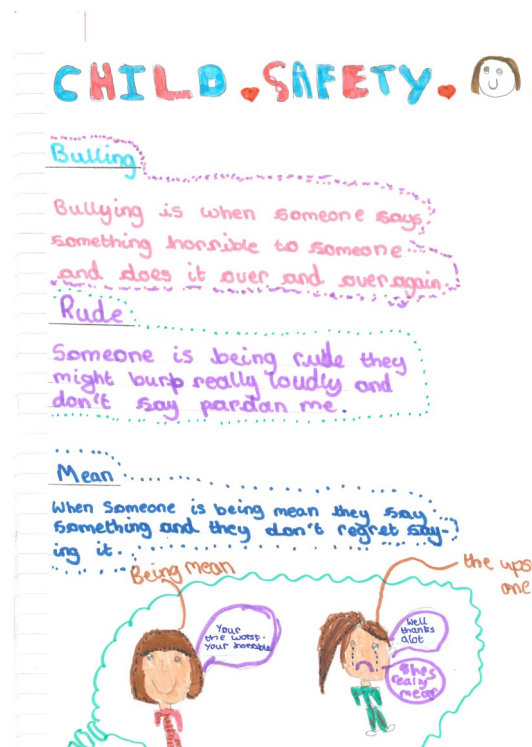 CHILD. SAFETY.
Bulling
Bullying is when someone says
something horrible to someone
and does it over and over again.
Rude
Someone is being rude they
might burp really loudly and
don't say pardan me.
Mean
When Someone is being mean they say
something and they don't regret say-
ing it.
Being mean
the ups
one
Your
the worst.
Your horrible
Well
thanks
alot
Shes
really
mean